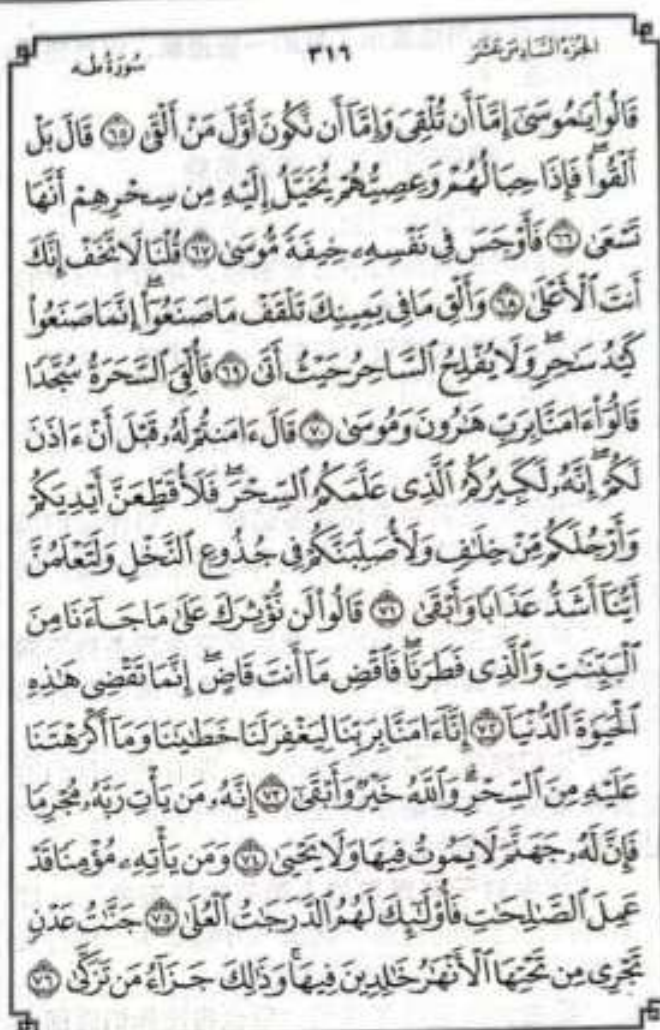 الجزء السادس عشر ٣١٦ سورة طه
قَالُوا۟ يَـٰمُوسَىٰٓ إِمَّآ أَن تُلْقِىَ وَإِمَّآ أَن نَّكُونَ أَوَّلَ مَنْ أَلْقَىٰ ٦٥ قَالَ بَلْ
أَلْقُوا۟ ۖ فَإِذَا حِبَالُهُمْ وَعِصِيُّهُمْ يُخَيَّلُ إِلَيْهِ مِن سِحْرِهِمْ أَنَّهَا
تَسْعَىٰ ٦٦ فَأَوْجَسَ فِى نَفْسِهِۦ خِيفَةً مُّوسَىٰ ٦٧ قُلْنَا لَا تَخَفْ إِنَّكَ
أَنتَ ٱلْأَعْلَىٰ ٦٨ وَأَلْقِ مَا فِى يَمِينِكَ تَلْقَفْ مَا صَنَعُوٓا۟ ۖ إِنَّمَا صَنَعُوا۟
كَيْدُ سَـٰحِرٍ ۖ وَلَا يُفْلِحُ ٱلسَّاحِرُ حَيْثُ أَتَىٰ ٦٩ فَأُلْقِىَ ٱلسَّحَرَةُ سُجَّدًا
قَالُوٓا۟ ءَامَنَّا بِرَبِّ هَـٰرُونَ وَمُوسَىٰ ٧٠ قَالَ ءَامَنتُمْ لَهُۥ قَبْلَ أَنْ ءَاذَنَ
لَكُمْ ۖ إِنَّهُۥ لَكَبِيرُكُمُ ٱلَّذِى عَلَّمَكُمُ ٱلسِّحْرَ ۖ فَلَأُقَطِّعَنَّ أَيْدِيَكُمْ
وَأَرْجُلَكُم مِّنْ خِلَـٰفٍ وَلَأُصَلِّبَنَّكُمْ فِى جُذُوعِ ٱلنَّخْلِ وَلَتَعْلَمُنَّ
أَيُّنَآ أَشَدُّ عَذَابًا وَأَبْقَىٰ ٧١ قَالُوا۟ لَن نُّؤْثِرَكَ عَلَىٰ مَا جَآءَنَا مِنَ
ٱلْبَيِّنَـٰتِ وَٱلَّذِى فَطَرَنَا ۖ فَٱقْضِ مَآ أَنتَ قَاضٍ ۖ إِنَّمَا تَقْضِى هَـٰذِهِ
ٱلْحَيَوٰةَ ٱلدُّنْيَآ ٧٢ إِنَّآ ءَامَنَّا بِرَبِّنَا لِيَغْفِرَ لَنَا خَطَـٰيَـٰنَا وَمَآ أَكْرَهْتَنَا
عَلَيْهِ مِنَ ٱلسِّحْرِ ۗ وَٱللَّهُ خَيْرٌ وَأَبْقَىٰٓ ٧٣ إِنَّهُۥ مَن يَأْتِ رَبَّهُۥ مُجْرِمًا
فَإِنَّ لَهُۥ جَهَنَّمَ لَا يَمُوتُ فِيهَا وَلَا يَحْيَىٰ ٧٤ وَمَن يَأْتِهِۦ مُؤْمِنًا قَدْ
عَمِلَ ٱلصَّـٰلِحَـٰتِ فَأُو۟لَـٰٓئِكَ لَهُمُ ٱلدَّرَجَـٰتُ ٱلْعُلَىٰ ٧٥ جَنَّـٰتُ عَدْنٍ
تَجْرِى مِن تَحْتِهَا ٱلْأَنْهَـٰرُ خَـٰلِدِينَ فِيهَا ۚ وَذَٰلِكَ جَزَآءُ مَن تَزَكَّىٰ ٧٦